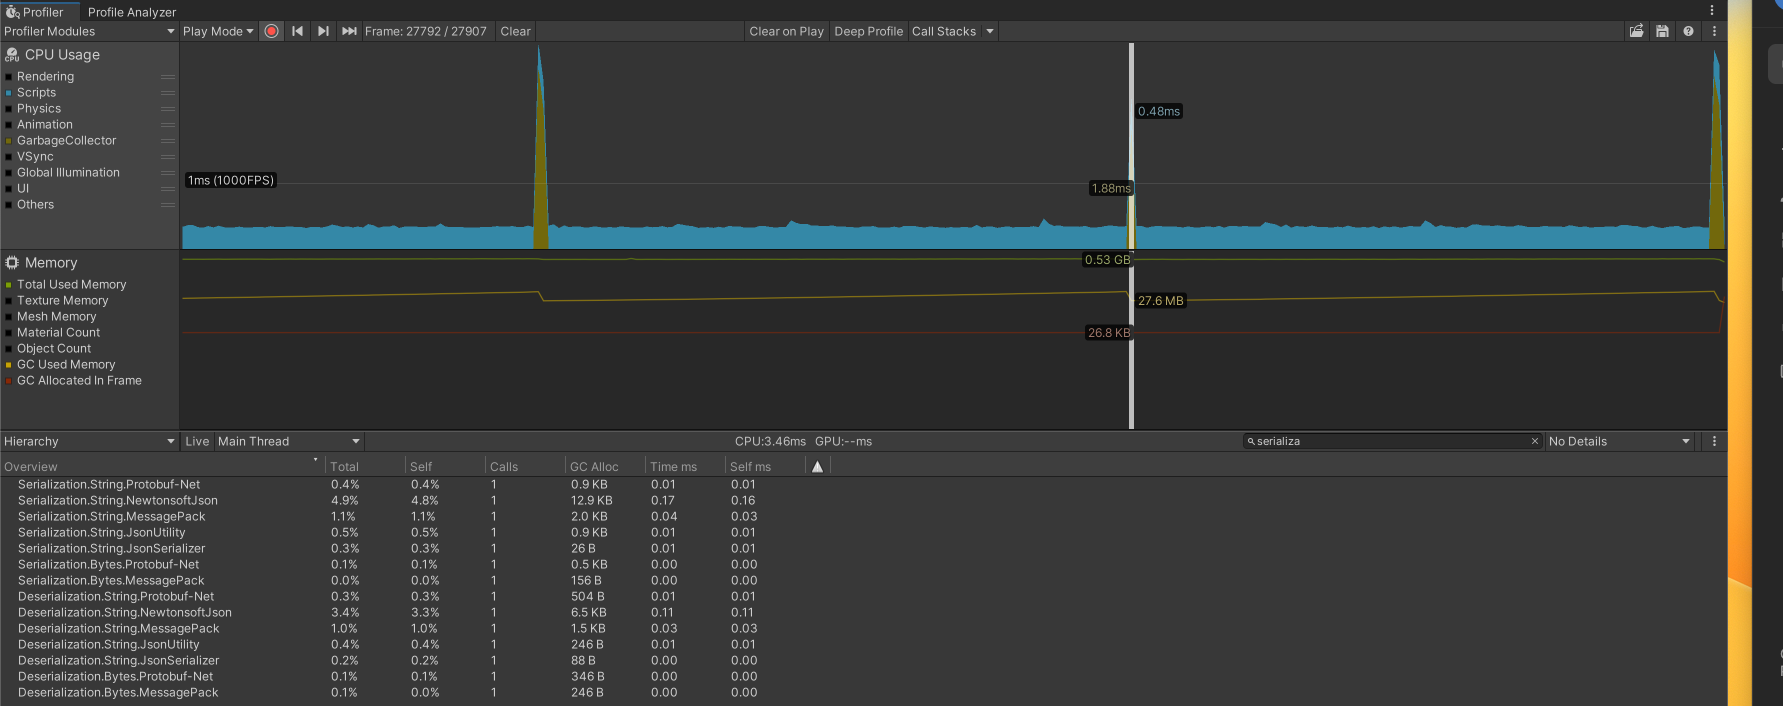 Profiler Profile Analyzer
Profiler Modules Play Mode Frame: 27792 / 27907 Clear Clear on Play Deep Profile Call Stacks
CPU Usage
Rendering
Scripts
Physics
Animation
GarbageCollector
VSync
Global Illumination
UI
Others
0.48ms
1ms (1000FPS)
1.88ms
Memory
Total Used Memory
Texture Memory
Mesh Memory
Material Count
Object Count
GC Used Memory
GC Allocated In Frame
0.53 GB
27.6 MB
26.8 KB
Hierarchy Live Main Thread CPU:3.46ms GPU:--ms serializa No Details
Overview Total Self Calls GC Alloc Time ms Self ms
Serialization.String.Protobuf-Net 0.4% 0.4% 1 0.9 KB 0.01 0.01
Serialization.String.NewtonsoftJson 4.9% 4.8% 1 12.9 KB 0.17 0.16
Serialization.String.MessagePack 1.1% 1.1% 1 2.0 KB 0.04 0.03
Serialization.String.JsonUtility 0.5% 0.5% 1 0.9 KB 0.01 0.01
Serialization.String.JsonSerializer 0.3% 0.3% 1 26 B 0.01 0.01
Serialization.Bytes.Protobuf-Net 0.1% 0.1% 1 0.5 KB 0.00 0.00
Serialization.Bytes.MessagePack 0.0% 0.0% 1 156 B 0.00 0.00
Deserialization.String.Protobuf-Net 0.3% 0.3% 1 504 B 0.01 0.01
Deserialization.String.NewtonsoftJson 3.4% 3.3% 1 6.5 KB 0.11 0.11
Deserialization.String.MessagePack 1.0% 1.0% 1 1.5 KB 0.03 0.03
Deserialization.String.JsonUtility 0.4% 0.4% 1 246 B 0.01 0.01
Deserialization.String.JsonSerializer 0.2% 0.2% 1 88 B 0.00 0.00
Deserialization.Bytes.Protobuf-Net 0.1% 0.1% 1 346 B 0.00 0.00
Deserialization.Bytes.MessagePack 0.1% 0.0% 1 246 B 0.00 0.00